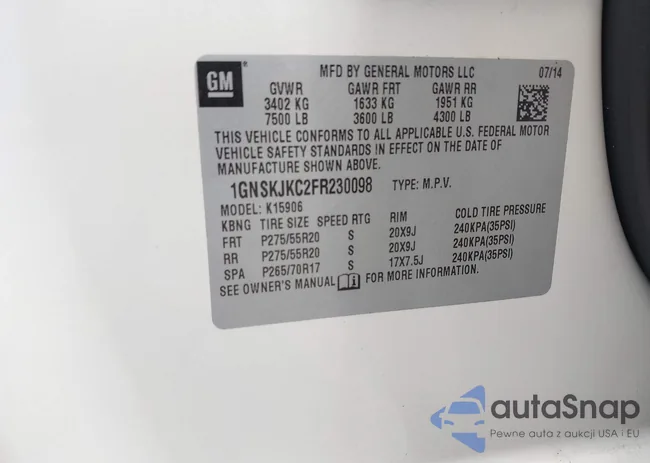 GM
MFD BY GENERAL MOTORS LLC 07/14
GVWR GAWR FRT GAWR RR
3402 KG 1633 KG 1951 KG
7500 LB 3600 LB 4300 LB
THIS VEHICLE CONFORMS TO ALL APPLICABLE U.S. FEDERAL MOTOR
VEHICLE SAFETY STANDARDS IN EFFECT ON THE DATE OF
MANUFACTURE SHOWN ABOVE.
1GNSKJKC2FR230098 TYPE: M.P.V.
MODEL: K15906
KBNG TIRE SIZE SPEED RTG RIM COLD TIRE PRESSURE
FRT P275/55R20 S 20X9J 240KPA(35PSI)
RR P275/55R20 S 20X9J 240KPA(35PSI)
SPA P265/70R17 S 17X7.5J 240KPA(35PSI)
SEE OWNER'S MANUAL FOR MORE INFORMATION.
autaSnap
Pewne auta z aukcji USA i EU